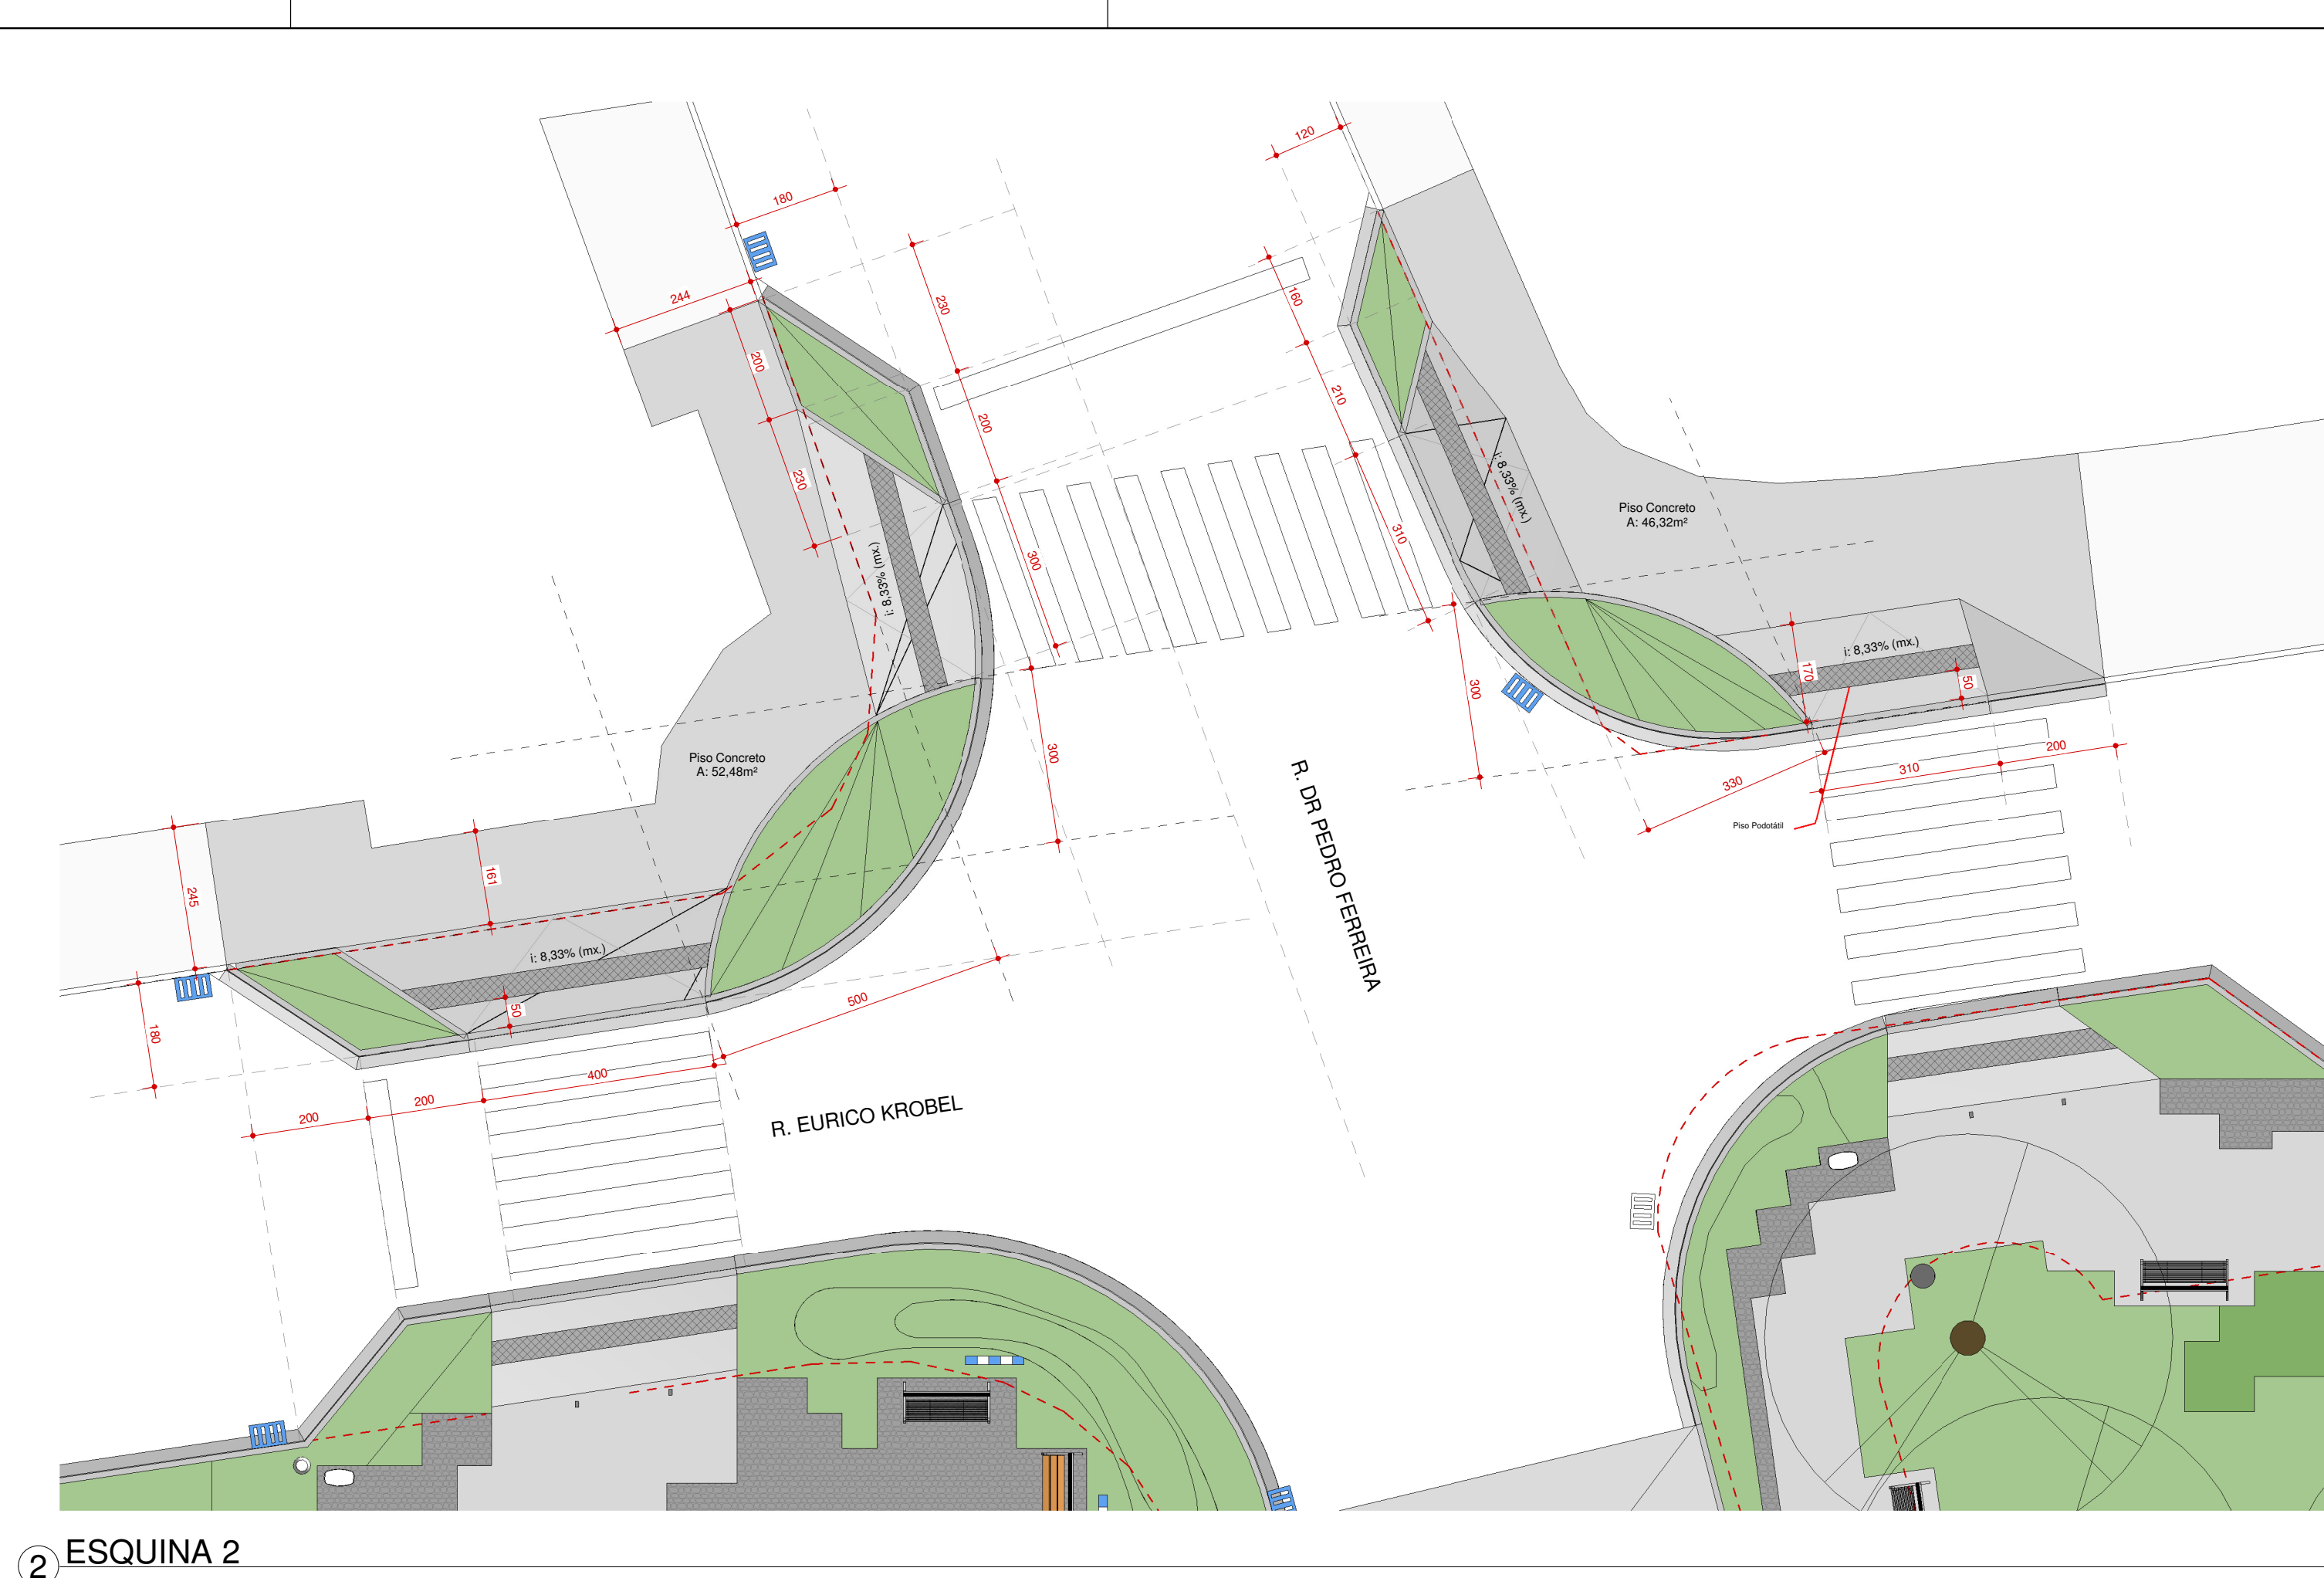 120
180
244
230
160
200
210
200
230
i: 8,33% (mx.)
Piso Concreto
A: 46,32m²
300
310
i: 8,33% (mx.)
i: 8,33% (mx.)
170
50
300
300
Piso Concreto
A: 52,48m²
200
310
330
Piso Podotátil
R. DR PEDRO FERREIRA
161
245
i: 8,33% (mx.)
50
500
180
400
200
200
R. EURICO KROBEL
2
ESQUINA 2